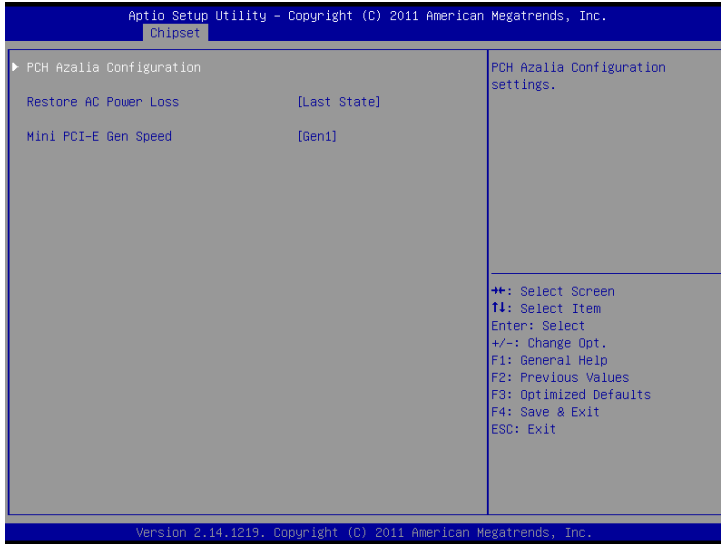 Aptio Setup Utility – Copyright (C) 2011 American Megatrends, Inc.
Chipset
PCH Azalia Configuration
Restore AC Power Loss [Last State]
Mini PCI-E Gen Speed [Gen1]
PCH Azalia Configuration
settings.
→←: Select Screen
↑↓: Select Item
Enter: Select
+/-: Change Opt.
F1: General Help
F2: Previous Values
F3: Optimized Defaults
F4: Save & Exit
ESC: Exit
Version 2.14.1219. Copyright (C) 2011 American Megatrends, Inc.